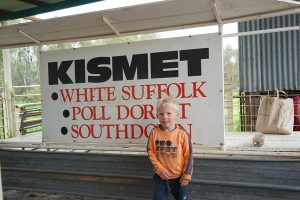 KISMET
• WHITE SUFFOLK
• POLL DORSET
• SOUTHDOWN